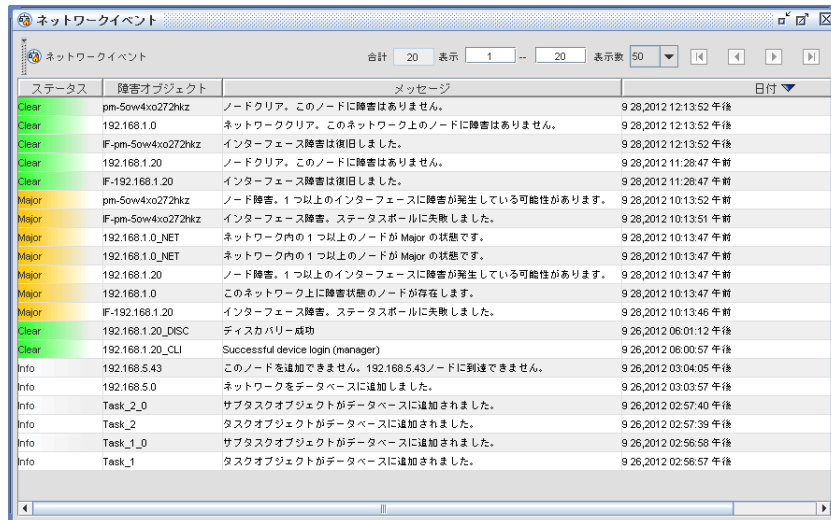 ネットワークイベント
ネットワークイベント 合計 20 表示 1 -- 20 表示数 50
ステータス 障害オブジェクト メッセージ 日付
Clear pm-5ow4xo272hkz ノードクリア。このノードに障害はありません。 9 28,2012 12:13:52 午後
Clear 192.168.1.0 ネットワーククリア。このネットワーク上のノードに障害はありません。 9 28,2012 12:13:52 午後
Clear IF-pm-5ow4xo272hkz インターフェース障害は復旧しました。 9 28,2012 12:13:52 午後
Clear 192.168.1.20 ノードクリア。このノードに障害はありません。 9 28,2012 11:28:47 午前
Clear IF-192.168.1.20 インターフェース障害は復旧しました。 9 28,2012 11:28:47 午前
Major pm-5ow4xo272hkz ノード障害。1 つ以上のインターフェースに障害が発生している可能性があります。 9 28,2012 10:13:52 午前
Major IF-pm-5ow4xo272hkz インターフェース障害。ステータスポールに失敗しました。 9 28,2012 10:13:51 午前
Major 192.168.1.0_NET ネットワーク内の 1 つ以上のノードが Major の状態です。 9 28,2012 10:13:47 午前
Major 192.168.1.0_NET ネットワーク内の 1 つ以上のノードが Major の状態です。 9 28,2012 10:13:47 午前
Major 192.168.1.20 ノード障害。1 つ以上のインターフェースに障害が発生している可能性があります。 9 28,2012 10:13:47 午前
Major 192.168.1.0 このネットワーク上に障害状態のノードが存在します。 9 28,2012 10:13:47 午前
Major IF-192.168.1.20 インターフェース障害。ステータスポールに失敗しました。 9 28,2012 10:13:46 午前
Clear 192.168.1.20_DISC ディスカバリー成功 9 26,2012 06:01:12 午後
Clear 192.168.1.20_CLI Successful device login (manager) 9 26,2012 06:00:57 午後
Info 192.168.5.43 このノードを追加できません。192.168.5.43ノードに到達できません。 9 26,2012 03:04:05 午後
Info 192.168.5.0 ネットワークをデータベースに追加しました。 9 26,2012 03:03:57 午後
Info Task_2_0 サブタスクオブジェクトがデータベースに追加されました。 9 26,2012 02:57:40 午後
Info Task_2 タスクオブジェクトがデータベースに追加されました。 9 26,2012 02:57:39 午後
Info Task_1_0 サブタスクオブジェクトがデータベースに追加されました。 9 26,2012 02:56:58 午後
Info Task_1 タスクオブジェクトがデータベースに追加されました。 9 26,2012 02:56:57 午後